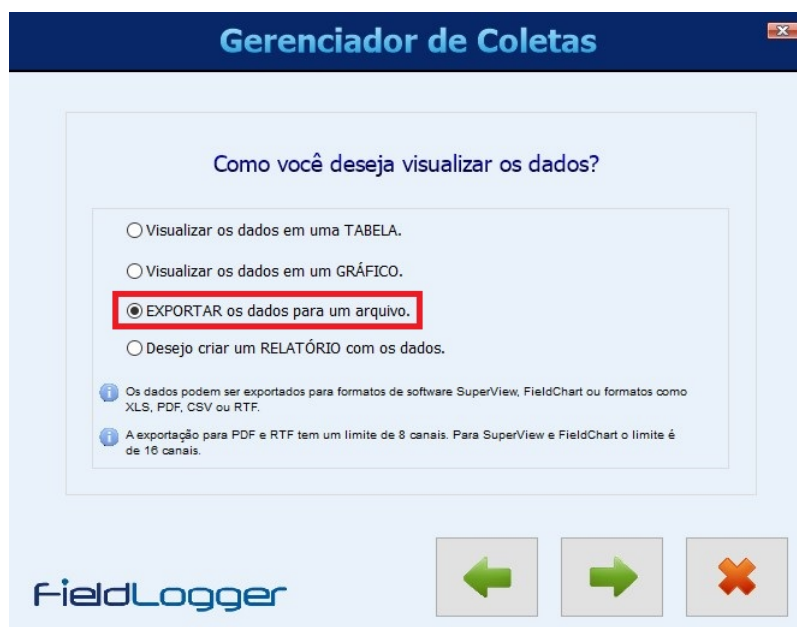 Gerenciador de Coletas
Como você deseja visualizar os dados?
Visualizar os dados em uma TABELA.
Visualizar os dados em um GRÁFICO.
EXPORTAR os dados para um arquivo.
Desejo criar um RELATÓRIO com os dados.
Os dados podem ser exportados para formatos de software SuperView, FieldChart ou formatos como
XLS, PDF, CSV ou RTF.
A exportação para PDF e RTF tem um limite de 8 canais. Para SuperView e FieldChart o limite é
de 16 canais.
FieldLogger